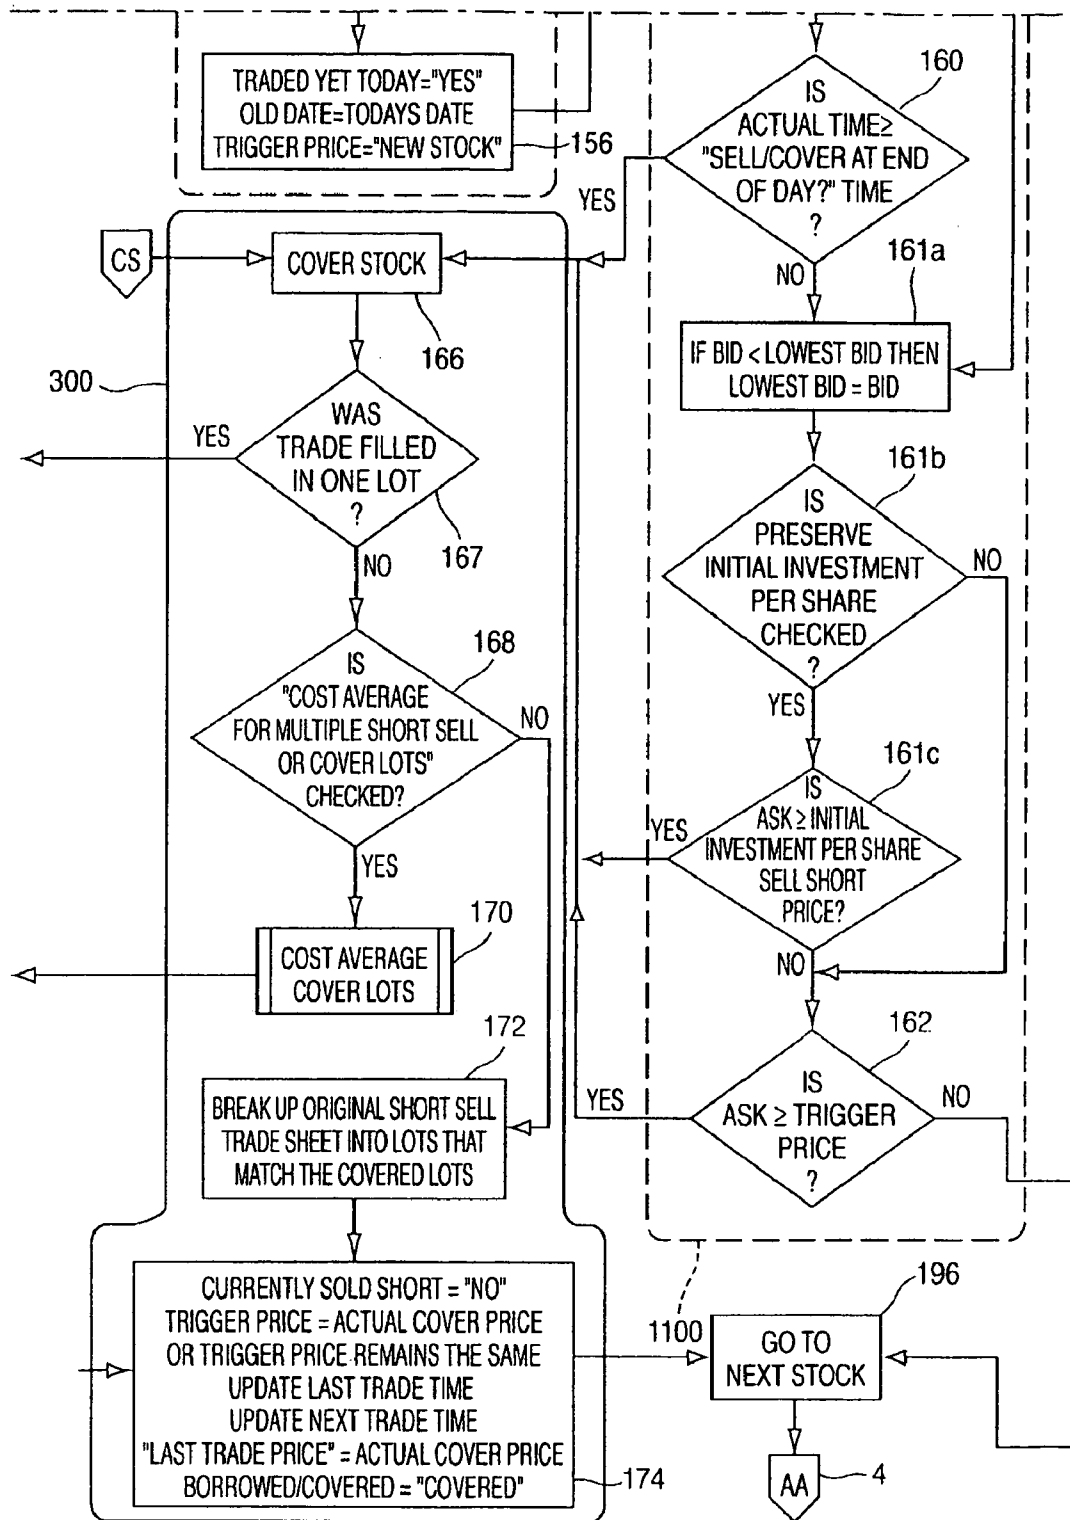 TRADED YET TODAY="YES"
OLD DATE=TODAYS DATE
TRIGGER PRICE="NEW STOCK"
156
160
IS
ACTUAL TIME≥
"SELL/COVER AT END
OF DAY?" TIME
?
YES
NO
CS
COVER STOCK
166
300
161a
IF BID < LOWEST BID THEN
LOWEST BID = BID
WAS
TRADE FILLED
IN ONE LOT
?
YES
167
NO
161b
IS
PRESERVE
INITIAL INVESTMENT
PER SHARE
CHECKED
?
NO
YES
168
IS
"COST AVERAGE
FOR MULTIPLE SHORT SELL
OR COVER LOTS"
CHECKED?
NO
YES
161c
IS
ASK ≥ INITIAL
INVESTMENT PER SHARE
SELL SHORT
PRICE?
YES
NO
170
COST AVERAGE
COVER LOTS
172
BREAK UP ORIGINAL SHORT SELL
TRADE SHEET INTO LOTS THAT
MATCH THE COVERED LOTS
162
IS
ASK ≥ TRIGGER
PRICE
?
YES
NO
1100
CURRENTLY SOLD SHORT = "NO"
TRIGGER PRICE = ACTUAL COVER PRICE
OR TRIGGER PRICE REMAINS THE SAME
UPDATE LAST TRADE TIME
UPDATE NEXT TRADE TIME
"LAST TRADE PRICE" = ACTUAL COVER PRICE
BORROWED/COVERED = "COVERED"
174
196
GO TO
NEXT STOCK
AA
4